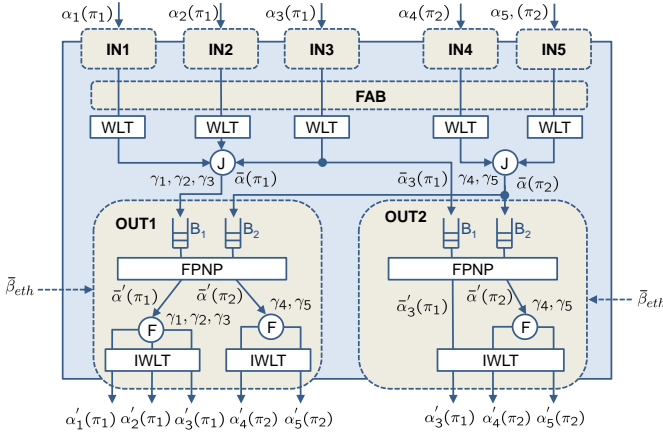 α₁(π₁) α₂(π₁) α₃(π₁) α₄(π₂) α₅,(π₂)
IN1 IN2 IN3 IN4 IN5
FAB
WLT WLT WLT WLT WLT
J J
γ₁, γ₂, γ₃ ᾱ(π₁) ᾱ₃(π₁) γ₄, γ₅ ᾱ(π₂)
OUT1 OUT2
B₁ B₂ B₁ B₂
FPNP FPNP
β̄_eth ᾱ′(π₁) ᾱ′(π₂) ᾱ′₃(π₁) ᾱ′(π₂) β̄_eth
γ₄, γ₅ γ₄, γ₅
F γ₁, γ₂, γ₃ F F
IWLT IWLT IWLT
α′₁(π₁) α′₂(π₁) α′₃(π₁) α′₄(π₂) α′₅(π₂) α′₃(π₁) α′₄(π₂) α′₅(π₂)